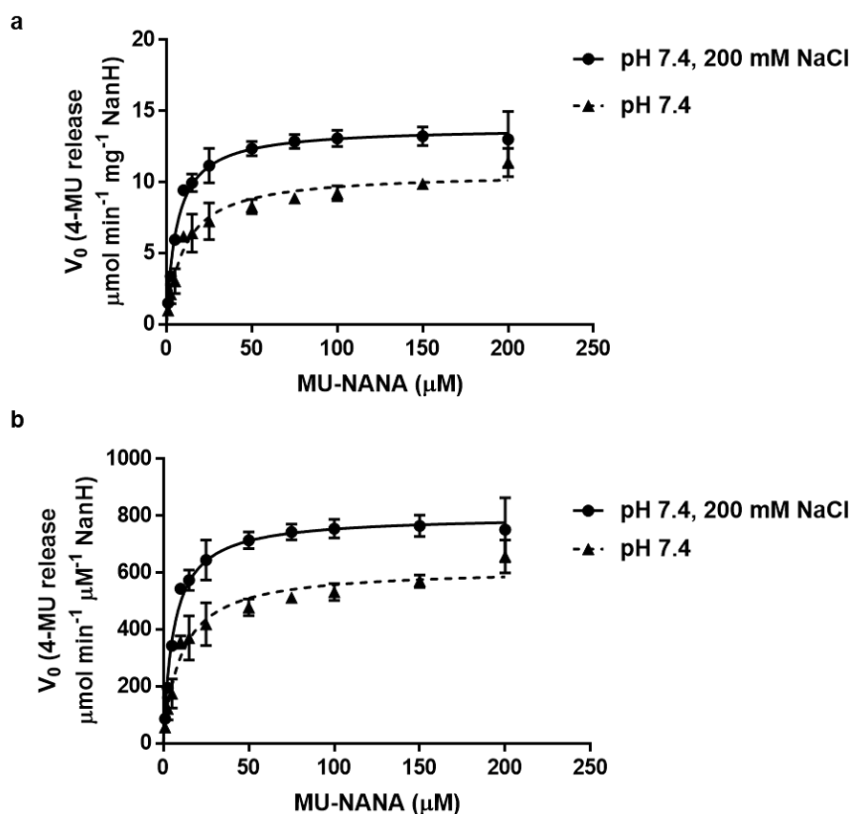 a
V₀ (4-MU release
μmol min⁻¹ mg⁻¹ NanH)
20
15
10
5
0
0 50 100 150 200 250
MU-NANA (μM)
pH 7.4, 200 mM NaCl
pH 7.4
b
V₀ (4-MU release
μmol min⁻¹ μM⁻¹ NanH)
1000
800
600
400
200
0
0 50 100 150 200 250
MU-NANA (μM)
pH 7.4, 200 mM NaCl
pH 7.4